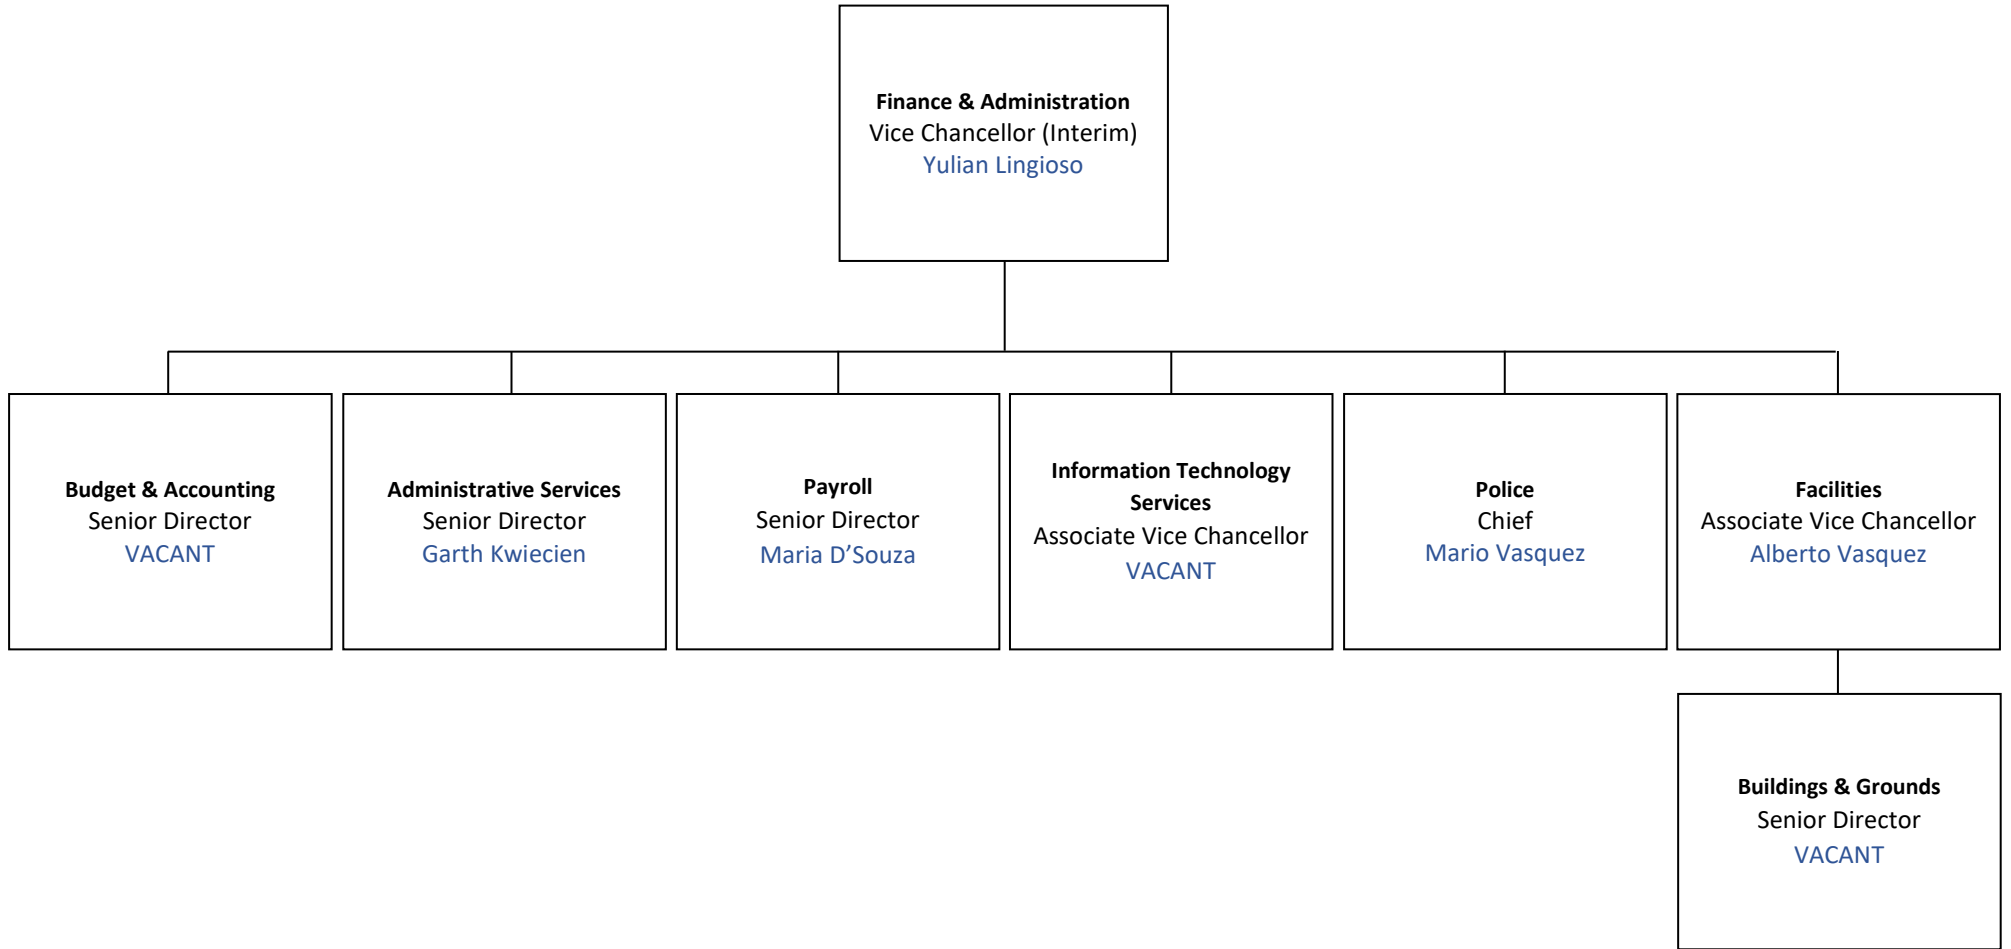 Finance & Administration
Vice Chancellor (Interim)
Yulian Lingioso
Budget & Accounting
Senior Director
VACANT
Administrative Services
Senior Director
Garth Kwiecien
Payroll
Senior Director
Maria D’Souza
Information Technology
Services
Associate Vice Chancellor
VACANT
Police
Chief
Mario Vasquez
Facilities
Associate Vice Chancellor
Alberto Vasquez
Buildings & Grounds
Senior Director
VACANT